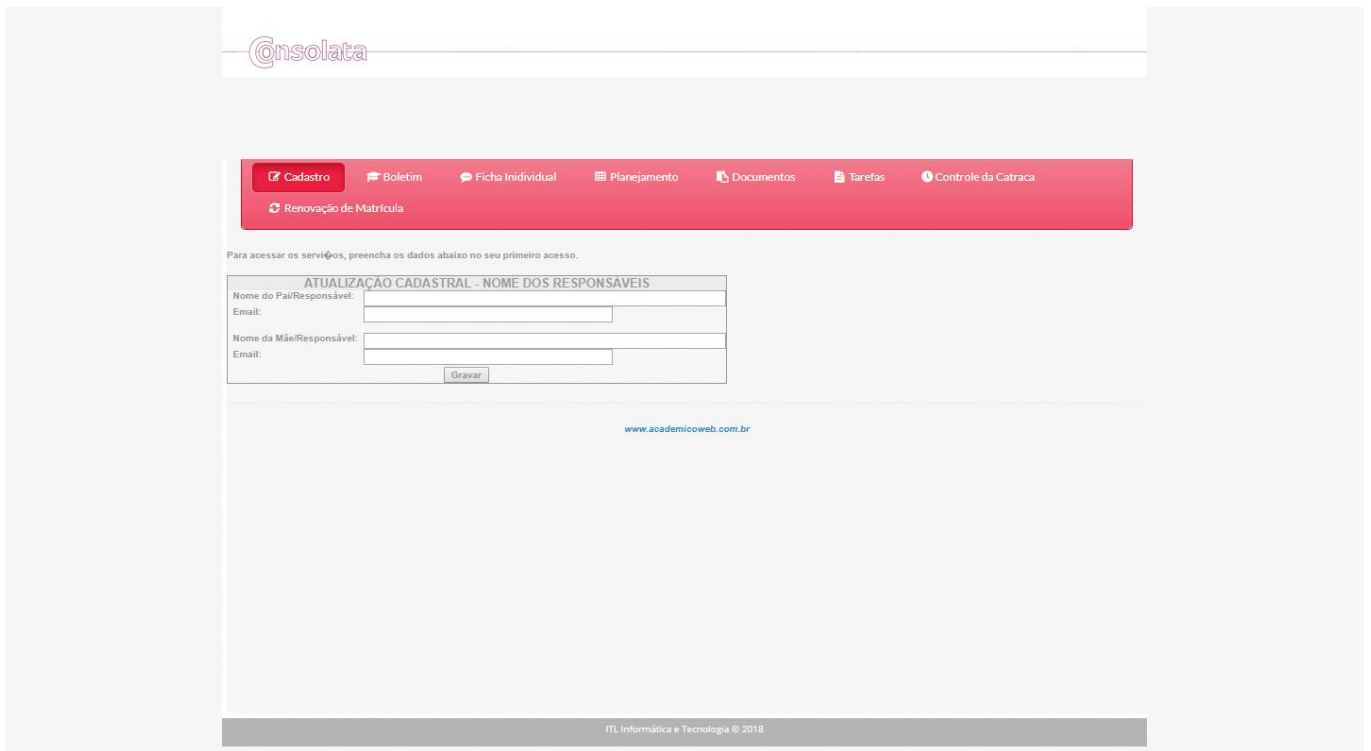 Consolata
Cadastro Boletim Ficha Inidividual Planejamento Documentos Tarefas Controle da Catraca
Renovação de Matrícula
Para acessar os servi�os, preencha os dados abaixo no seu primeiro acesso.
ATUALIZAÇÃO CADASTRAL - NOME DOS RESPONSÁVEIS
Nome do Pai/Responsável:
Email:
Nome da Mãe/Responsável:
Email:
Gravar
www.academicoweb.com.br
ITL Informática e Tecnologia © 2018